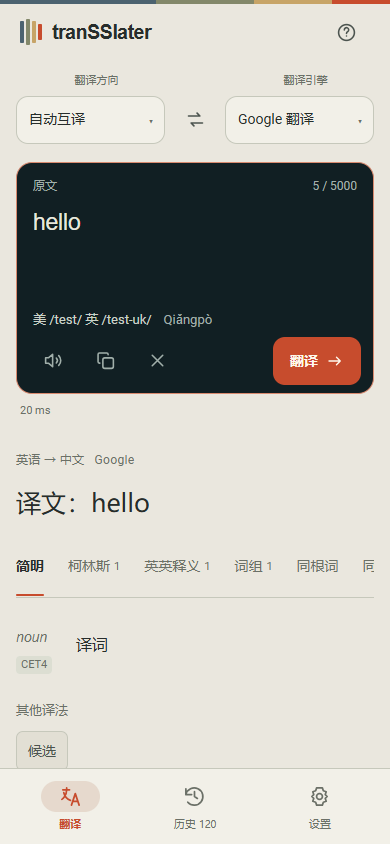 tranSSlater
翻译方向 翻译引擎
自动互译 Google 翻译
原文 5 / 5000
hello
美 /test/ 英 /test-uk/ Qiǎngpò
翻译 →
20 ms
英语 → 中文 Google
译文：hello
简明 柯林斯 1 英英释义 1 词组 1 同根词 同
noun 译词
CET4
其他译法
候选
翻译 历史 120 设置